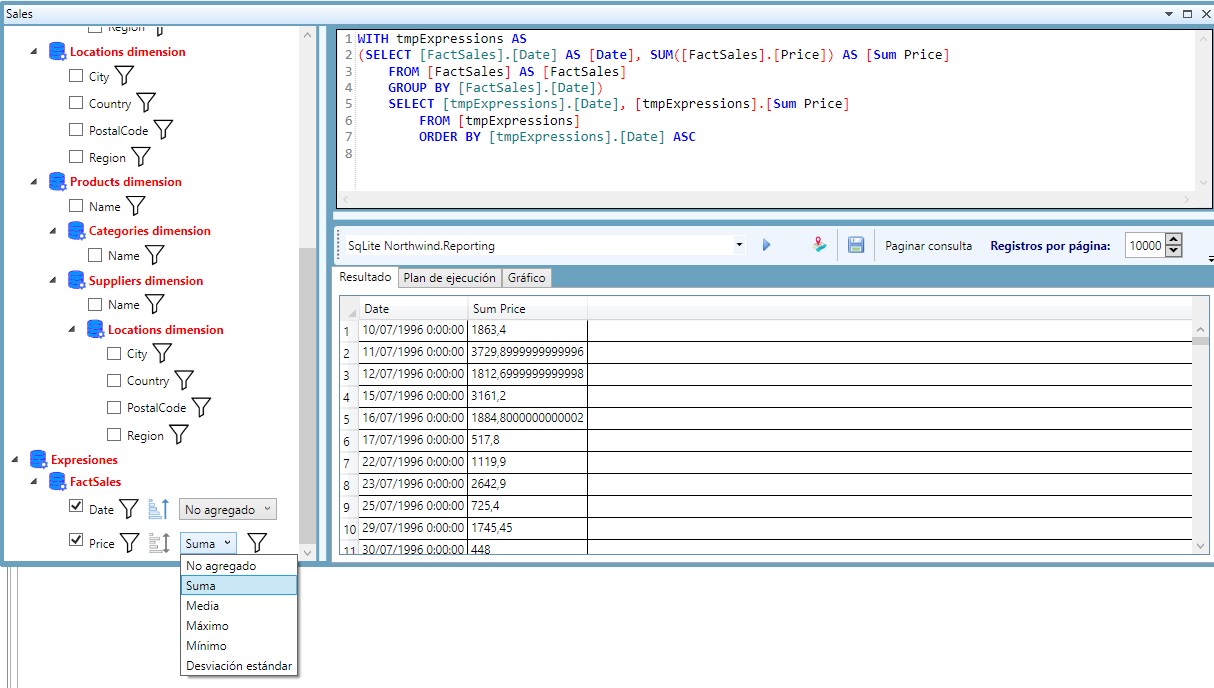 Sales
Region
Locations dimension
City
Country
PostalCode
Region
Products dimension
Name
Categories dimension
Name
Suppliers dimension
Name
Locations dimension
City
Country
PostalCode
Region
Expresiones
FactSales
Date No agregado
Price Suma
No agregado
Suma
Media
Máximo
Mínimo
Desviación estándar
1 WITH tmpExpressions AS
2 (SELECT [FactSales].[Date] AS [Date], SUM([FactSales].[Price]) AS [Sum Price]
3 FROM [FactSales] AS [FactSales]
4 GROUP BY [FactSales].[Date])
5 SELECT [tmpExpressions].[Date], [tmpExpressions].[Sum Price]
6 FROM [tmpExpressions]
7 ORDER BY [tmpExpressions].[Date] ASC
8
SqLite Northwind.Reporting Paginar consulta Registros por página: 10000
Resultado Plan de ejecución Gráfico
Date Sum Price
1 10/07/1996 0:00:00 1863,4
2 11/07/1996 0:00:00 3729,8999999999996
3 12/07/1996 0:00:00 1812,6999999999998
4 15/07/1996 0:00:00 3161,2
5 16/07/1996 0:00:00 1884,8000000000002
6 17/07/1996 0:00:00 517,8
7 22/07/1996 0:00:00 1119,9
8 23/07/1996 0:00:00 2642,9
9 25/07/1996 0:00:00 725,4
10 29/07/1996 0:00:00 1745,45
11 30/07/1996 0:00:00 448